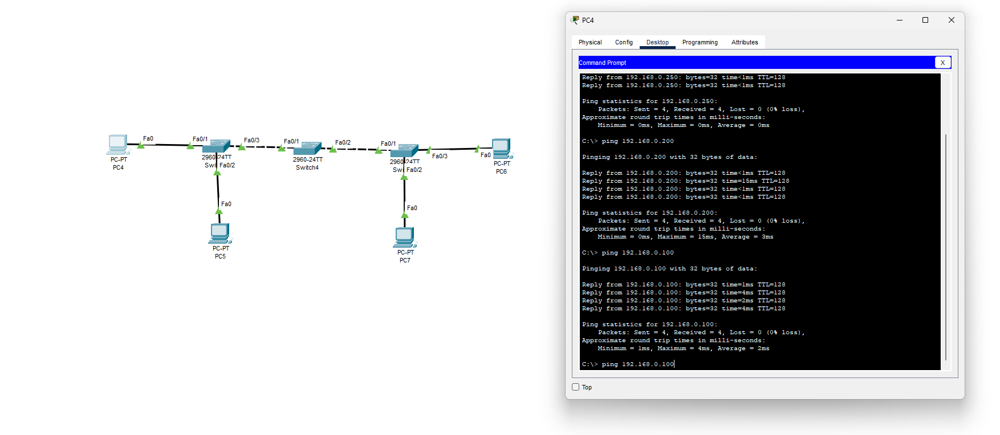 Fa0
Fa0/1
Fa0/3
Fa0/1
Fa0/2
Fa0/1
Fa0/3
Fa0
PC-PT
PC4
2960-24TT
Swit
Fa0/2
2960-24TT
Switch4
2960-24TT
Swi
Fa0/2
PC-PT
PC6
Fa0
Fa0
PC-PT
PC5
PC-PT
PC7
PC4
Physical Config Desktop Programming Attributes
Command Prompt
X
Reply from 192.168.0.250: bytes=32 time<1ms TTL=128
Reply from 192.168.0.250: bytes=32 time<1ms TTL=128
Ping statistics for 192.168.0.250:
Packets: Sent = 4, Received = 4, Lost = 0 (0% loss),
Approximate round trip times in milli-seconds:
Minimum = 0ms, Maximum = 0ms, Average = 0ms
C:\> ping 192.168.0.200
Pinging 192.168.0.200 with 32 bytes of data:
Reply from 192.168.0.200: bytes=32 time<1ms TTL=128
Reply from 192.168.0.200: bytes=32 time=15ms TTL=128
Reply from 192.168.0.200: bytes=32 time<1ms TTL=128
Reply from 192.168.0.200: bytes=32 time<1ms TTL=128
Ping statistics for 192.168.0.200:
Packets: Sent = 4, Received = 4, Lost = 0 (0% loss),
Approximate round trip times in milli-seconds:
Minimum = 0ms, Maximum = 15ms, Average = 3ms
C:\> ping 192.168.0.100
Pinging 192.168.0.100 with 32 bytes of data:
Reply from 192.168.0.100: bytes=32 time=1ms TTL=128
Reply from 192.168.0.100: bytes=32 time=4ms TTL=128
Reply from 192.168.0.100: bytes=32 time=2ms TTL=128
Reply from 192.168.0.100: bytes=32 time=4ms TTL=128
Ping statistics for 192.168.0.100:
Packets: Sent = 4, Received = 4, Lost = 0 (0% loss),
Approximate round trip times in milli-seconds:
Minimum = 1ms, Maximum = 4ms, Average = 2ms
C:\> ping 192.168.0.100
Top